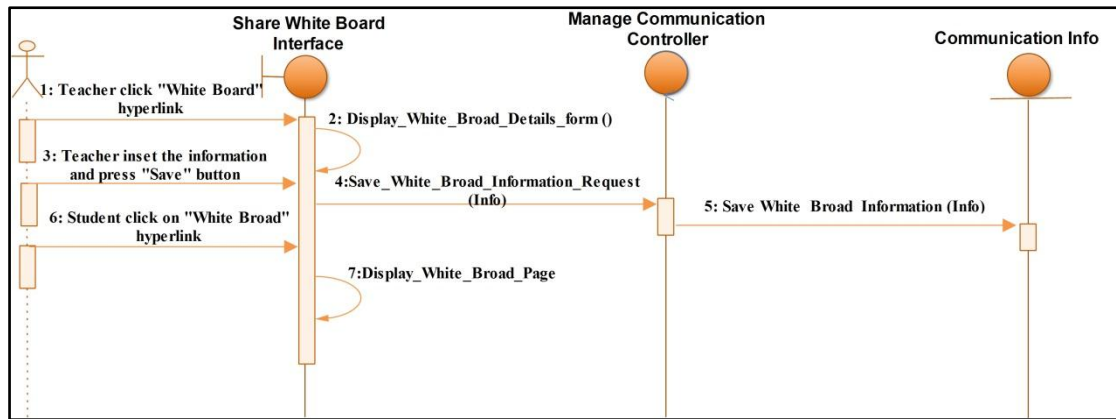 Share White Board
Interface
Manage Communication
Controller
Communication Info
1: Teacher click "White Board"
hyperlink
2: Display_White_Broad_Details_form ()
3: Teacher inset the information
and press "Save" button
4:Save_White_Broad_Information_Request
(Info)
5: Save White Broad Information (Info)
6: Student click on "White Broad"
hyperlink
7:Display_White_Broad_Page